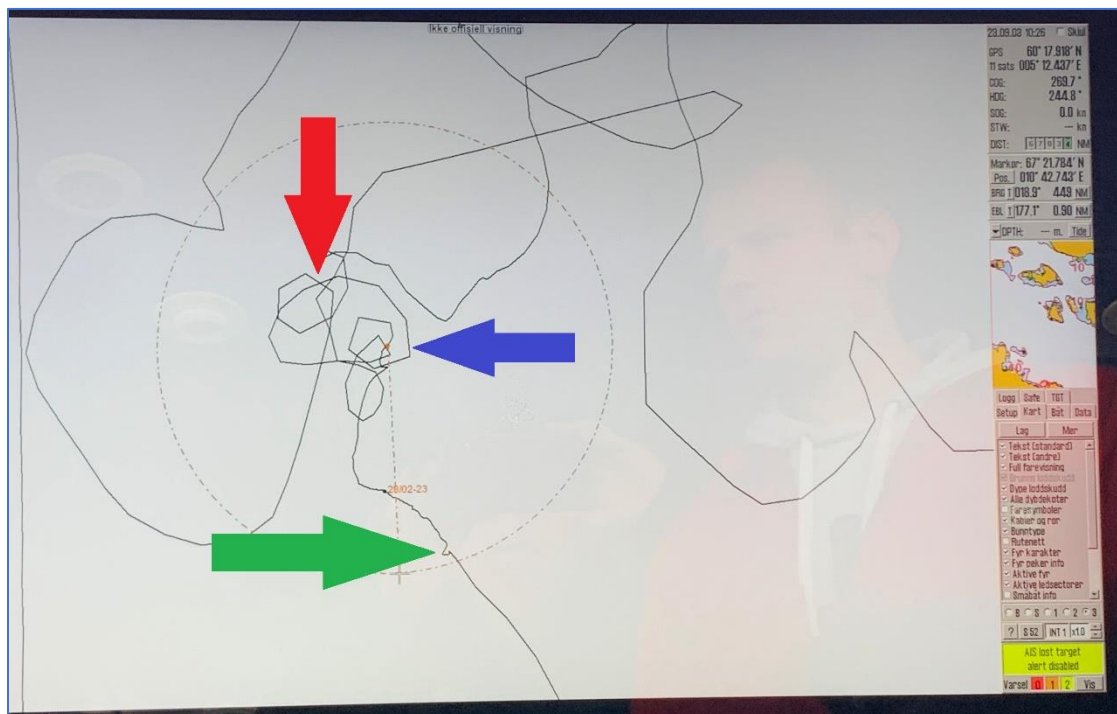 Ikke offisiell visning
28/02-23
23.09.03 10:26 Skjul
GPS 60° 17.918' N
11 sats 005° 12.437' E
COG: 269.7 °
HDG: 244.8 °
SOG: 0.0 kn
STW: --- kn
DIST: NM
Markør: 67° 21.784' N
Pos. 010° 42.743' E
BRG T 018.9° 449 NM
EBL T 177.1° 0.90 NM
DPTH: --- m. Tide
10
Logg Safe TGT
Setup Kart Båt Data
Lag Mer
Tekst (standard)
Tekst (andre)
Full farevisning
Grunne loddskudd
Dype loddskudd
Alle dybdekoter
Faresymboler
Kabler og rør
Bunntype
Rutenett
Fyr karakter
Fyr peker info
Aktive fyr
Aktive ledsectorer
Småbåt info
B S 1 2 3
? S 52 INT 1 x1.0
AIS lost target
alert disabled
Varsel 0 1 2 Vis